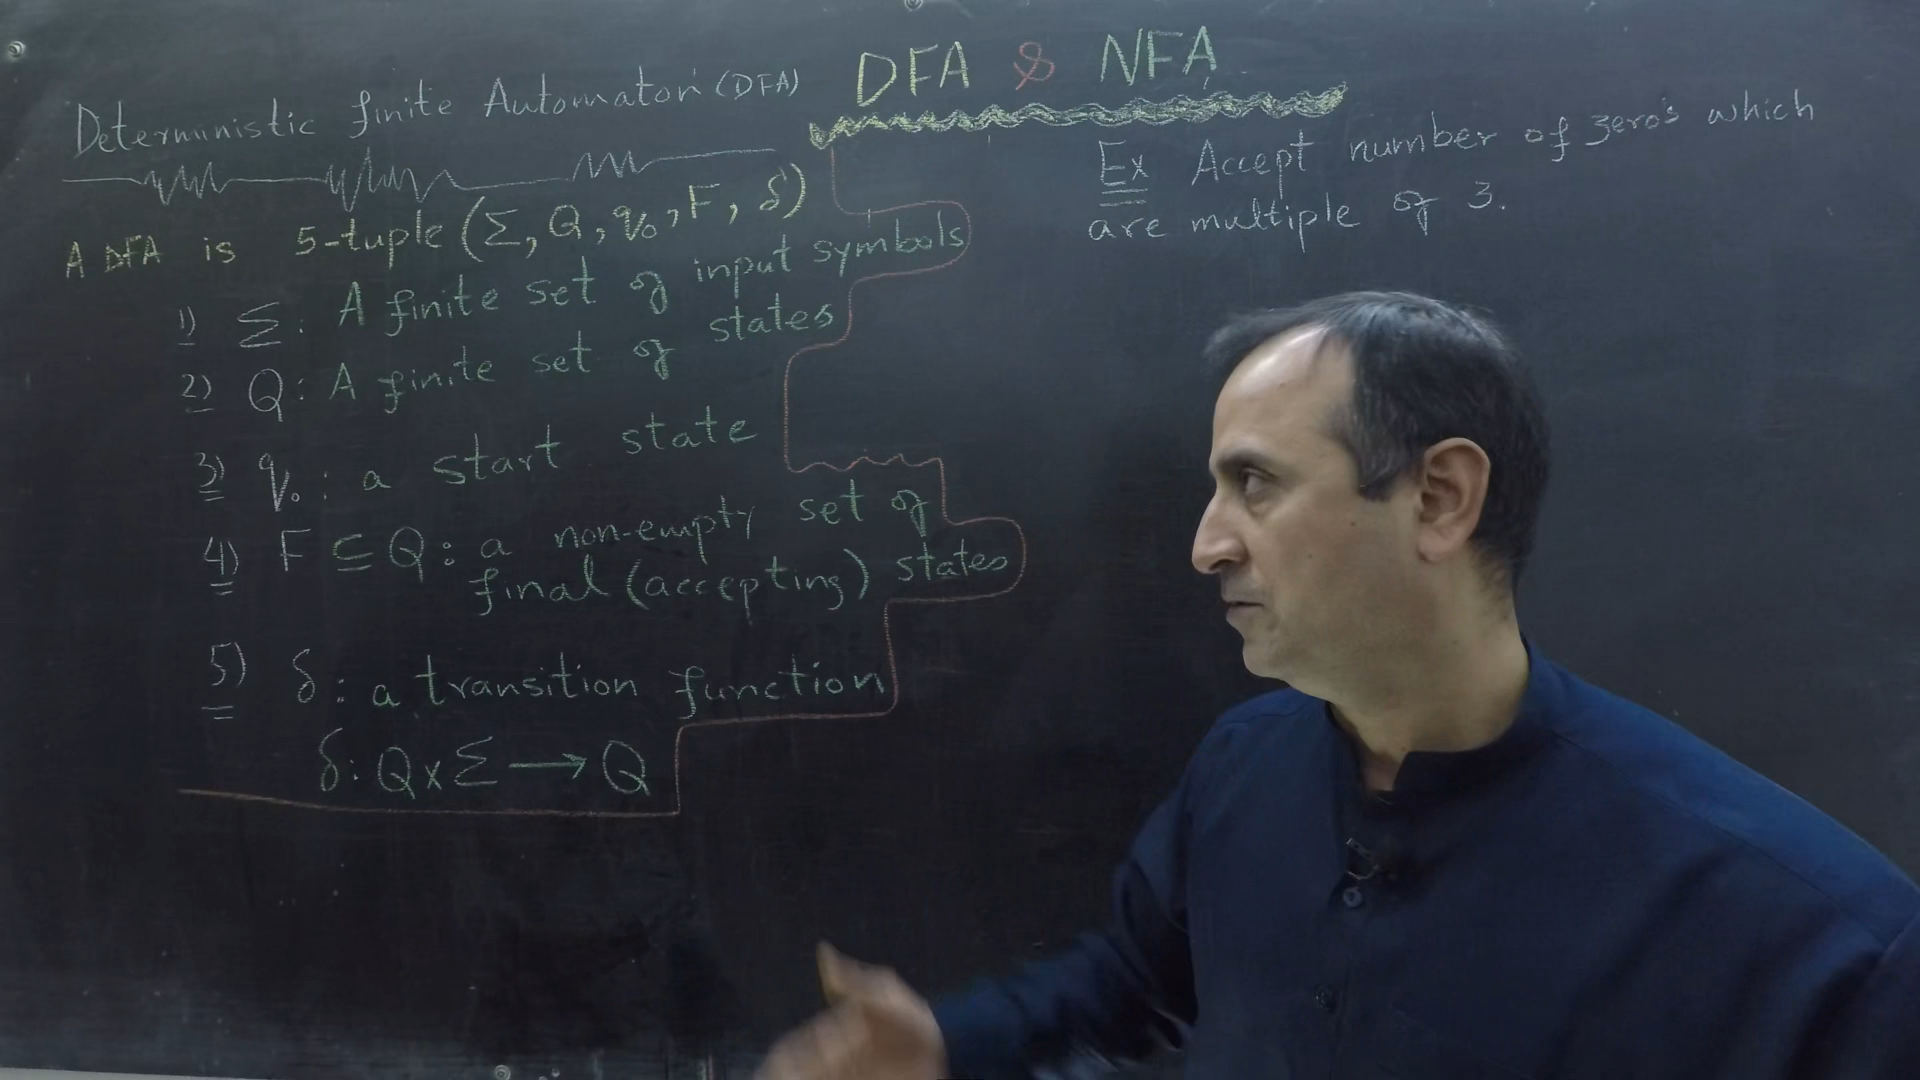 DFA & NFA
Deterministic finite Automaton (DFA)
A DFA is 5-tuple (Σ, Q, q₀, F, δ)
1) Σ: A finite set of input symbols
2) Q: A finite set of states
3) q₀: a start state
4) F ⊆ Q: a non-empty set of
final (accepting) states
5) δ: a transition function
δ: Q x Σ → Q
Ex Accept number of zero's which
are multiple of 3.